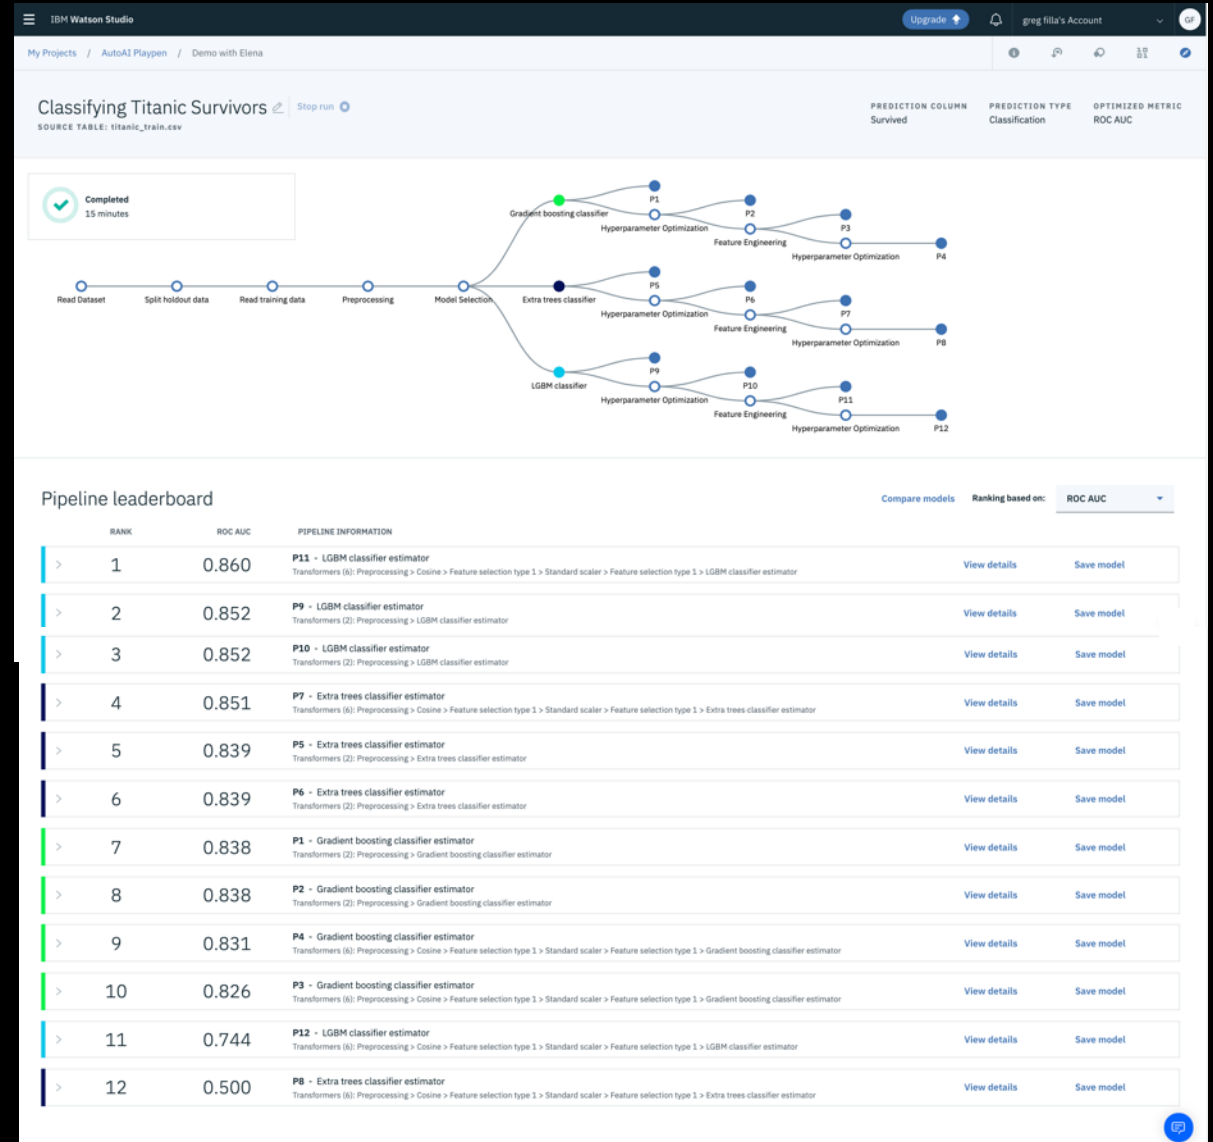 IBM Watson Studio
Upgrade
greg filla's Account
GF
My Projects / AutoAI Playpen / Demo with Elena
Classifying Titanic Survivors
Stop run
SOURCE TABLE: titanic_train.csv
PREDICTION COLUMN
Survived
PREDICTION TYPE
Classification
OPTIMIZED METRIC
ROC AUC
Completed
15 minutes
Read Dataset
Split holdout data
Read training data
Preprocessing
Model Selection
Gradient boosting classifier
P1
Hyperparameter Optimization
P2
Feature Engineering
P3
Hyperparameter Optimization
P4
Extra trees classifier
P5
Hyperparameter Optimization
P6
Feature Engineering
P7
Hyperparameter Optimization
P8
LGBM classifier
P9
Hyperparameter Optimization
P10
Feature Engineering
P11
Hyperparameter Optimization
P12
Pipeline leaderboard
Compare models
Ranking based on:
ROC AUC
RANK ROC AUC PIPELINE INFORMATION
1 0.860 P11 - LGBM classifier estimator View details Save model
Transformers (6): Preprocessing > Cosine > Feature selection type 1 > Standard scaler > Feature selection type 1 > LGBM classifier estimator
2 0.852 P9 - LGBM classifier estimator View details Save model
Transformers (2): Preprocessing > LGBM classifier estimator
3 0.852 P10 - LGBM classifier estimator View details Save model
Transformers (2): Preprocessing > LGBM classifier estimator
4 0.851 P7 - Extra trees classifier estimator View details Save model
Transformers (6): Preprocessing > Cosine > Feature selection type 1 > Standard scaler > Feature selection type 1 > Extra trees classifier estimator
5 0.839 P5 - Extra trees classifier estimator View details Save model
Transformers (2): Preprocessing > Extra trees classifier estimator
6 0.839 P6 - Extra trees classifier estimator View details Save model
Transformers (2): Preprocessing > Extra trees classifier estimator
7 0.838 P1 - Gradient boosting classifier estimator View details Save model
Transformers (2): Preprocessing > Gradient boosting classifier estimator
8 0.838 P2 - Gradient boosting classifier estimator View details Save model
Transformers (2): Preprocessing > Gradient boosting classifier estimator
9 0.831 P4 - Gradient boosting classifier estimator View details Save model
Transformers (6): Preprocessing > Cosine > Feature selection type 1 > Standard scaler > Feature selection type 1 > Gradient boosting classifier estimator
10 0.826 P3 - Gradient boosting classifier estimator View details Save model
Transformers (6): Preprocessing > Cosine > Feature selection type 1 > Standard scaler > Feature selection type 1 > Gradient boosting classifier estimator
11 0.744 P12 - LGBM classifier estimator View details Save model
Transformers (6): Preprocessing > Cosine > Feature selection type 1 > Standard scaler > Feature selection type 1 > LGBM classifier estimator
12 0.500 P8 - Extra trees classifier estimator View details Save model
Transformers (6): Preprocessing > Cosine > Feature selection type 1 > Standard scaler > Feature selection type 1 > Extra trees classifier estimator